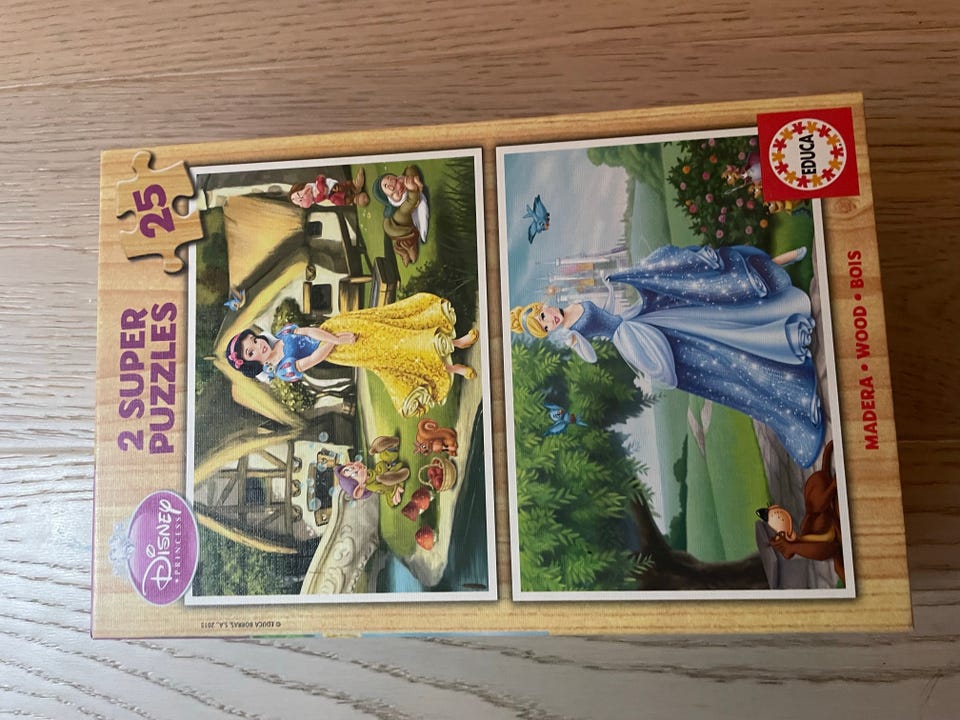 DISNEY
• PRINCESS •
2 SUPER
PUZZLES
25
© EDUCA BORRAS, S.A., 2015
EDUCA
MADERA • WOOD • BOIS